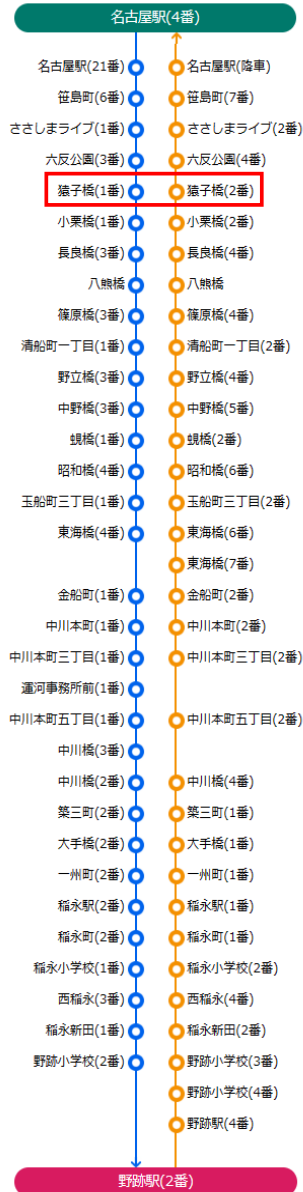 名古屋駅(4番)
名古屋駅(21番) 名古屋駅(降車)
笹島町(6番) 笹島町(7番)
ささしまライブ(1番) ささしまライブ(2番)
六反公園(3番) 六反公園(4番)
猿子橋(1番) 猿子橋(2番)
小栗橋(1番) 小栗橋(2番)
長良橋(3番) 長良橋(4番)
八熊橋 八熊橋
篠原橋(3番) 篠原橋(4番)
清船町一丁目(1番) 清船町一丁目(2番)
野立橋(3番) 野立橋(4番)
中野橋(3番) 中野橋(5番)
蜆橋(1番) 蜆橋(2番)
昭和橋(4番) 昭和橋(6番)
玉船町三丁目(1番) 玉船町三丁目(2番)
東海橋(4番) 東海橋(6番)
東海橋(7番)
金船町(1番) 金船町(2番)
中川本町(1番) 中川本町(2番)
中川本町三丁目(1番) 中川本町三丁目(2番)
運河事務所前(1番)
中川本町五丁目(1番) 中川本町五丁目(2番)
中川橋(3番)
中川橋(2番) 中川橋(4番)
築三町(2番) 築三町(1番)
大手橋(2番) 大手橋(1番)
一州町(2番) 一州町(1番)
稲永駅(2番) 稲永駅(1番)
稲永町(2番) 稲永町(1番)
稲永小学校(1番) 稲永小学校(2番)
西稲永(3番) 西稲永(4番)
稲永新田(1番) 稲永新田(2番)
野跡小学校(2番) 野跡小学校(3番)
野跡小学校(4番)
野跡駅(4番)
野跡駅(2番)